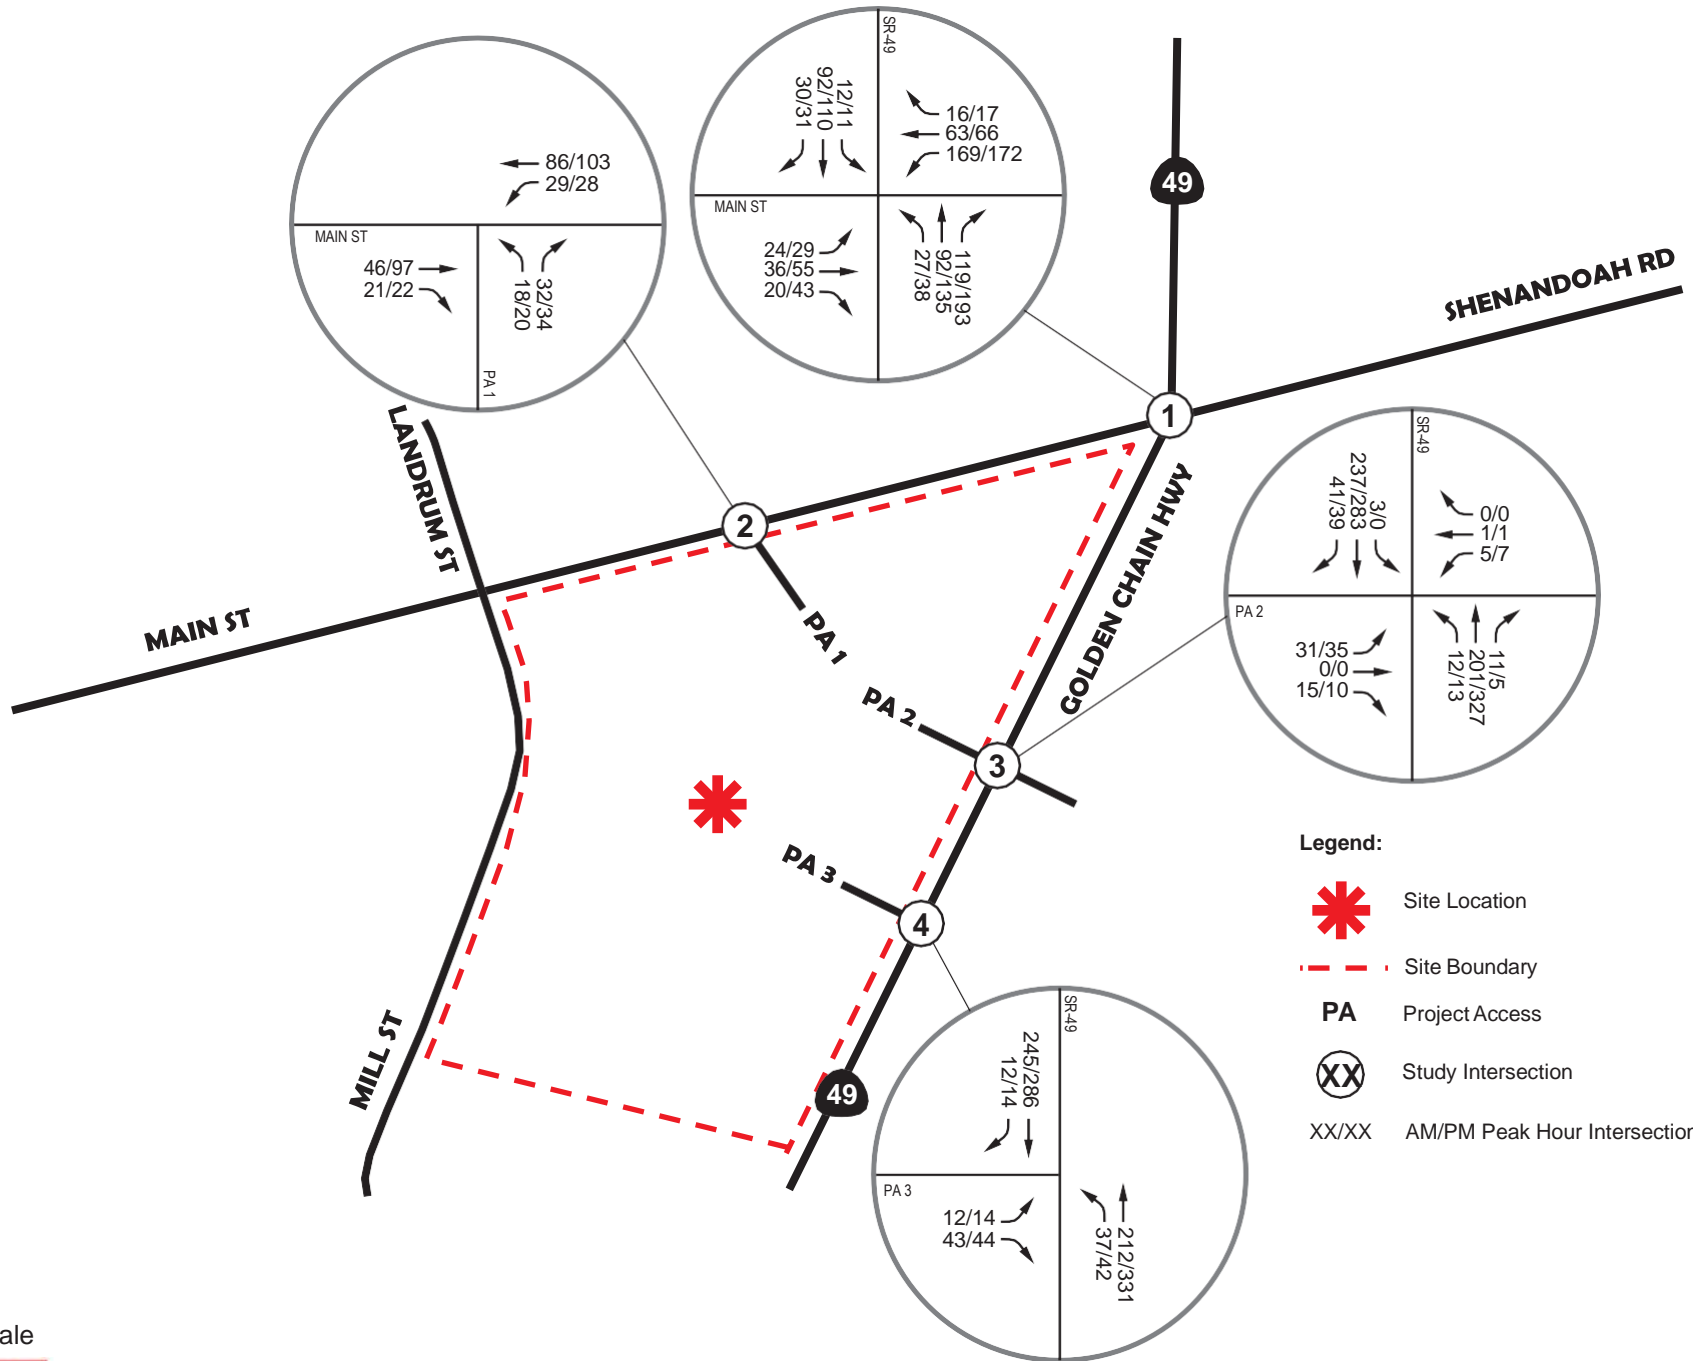 SR-49
12/11
92/110
30/31
16/17
63/66
169/172
MAIN ST
24/29
36/55
20/43
119/193
92/135
27/38
86/103
29/28
MAIN ST
46/97
21/22
32/34
18/20
PA 1
49
SHENANDOAH RD
1
LANDRUM ST
2
GOLDEN CHAIN HWY
MAIN ST
PA 1
PA 2
3
PA 3
4
MILL ST
49
SR-49
3/0
237/283
41/39
0/0
1/1
5/7
PA 2
31/35
0/0
15/10
11/5
201/327
12/13
SR-49
245/286
12/14
PA 3
12/14
43/44
212/331
37/42
Legend:
Site Location
Site Boundary
PA Project Access
XX Study Intersection
XX/XX AM/PM Peak Hour Intersection
ale